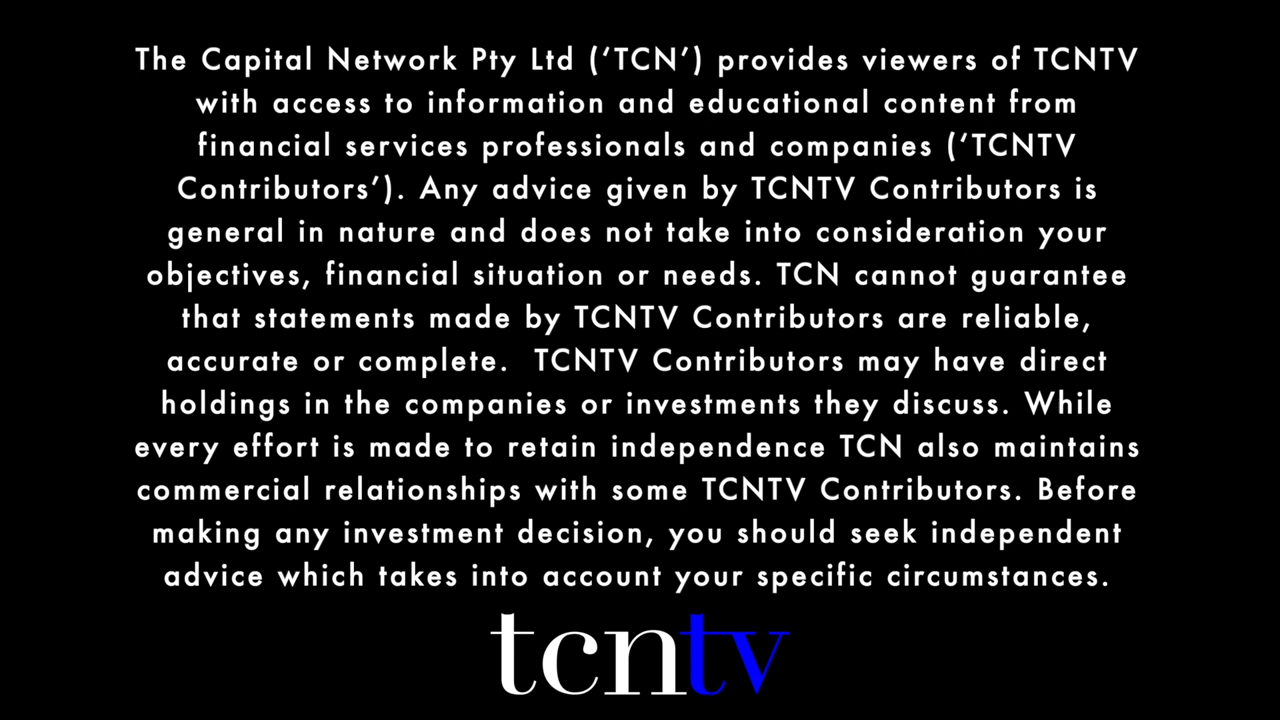 The Capital Network Pty Ltd (‘TCN’) provides viewers of TCNTV
with access to information and educational content from
financial services professionals and companies (‘TCNTV
Contributors’). Any advice given by TCNTV Contributors is
general in nature and does not take into consideration your
objectives, financial situation or needs. TCN cannot guarantee
that statements made by TCNTV Contributors are reliable,
accurate or complete.  TCNTV Contributors may have direct
holdings in the companies or investments they discuss. While
every effort is made to retain independence TCN also maintains
commercial relationships with some TCNTV Contributors. Before
making any investment decision, you should seek independent
advice which takes into account your specific circumstances.
tcntv